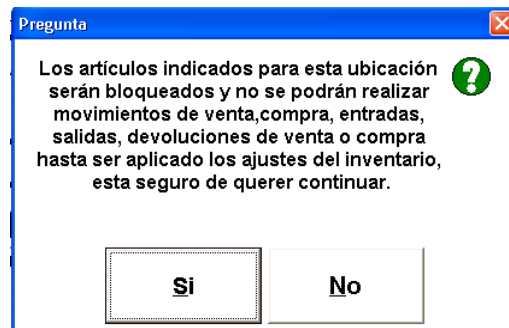 Pregunta
Los artículos indicados para esta ubicación
serán bloqueados y no se podrán realizar
movimientos de venta,compra, entradas,
salidas, devoluciones de venta o compra
hasta ser aplicado los ajustes del inventario,
esta seguro de querer continuar.
Si
No